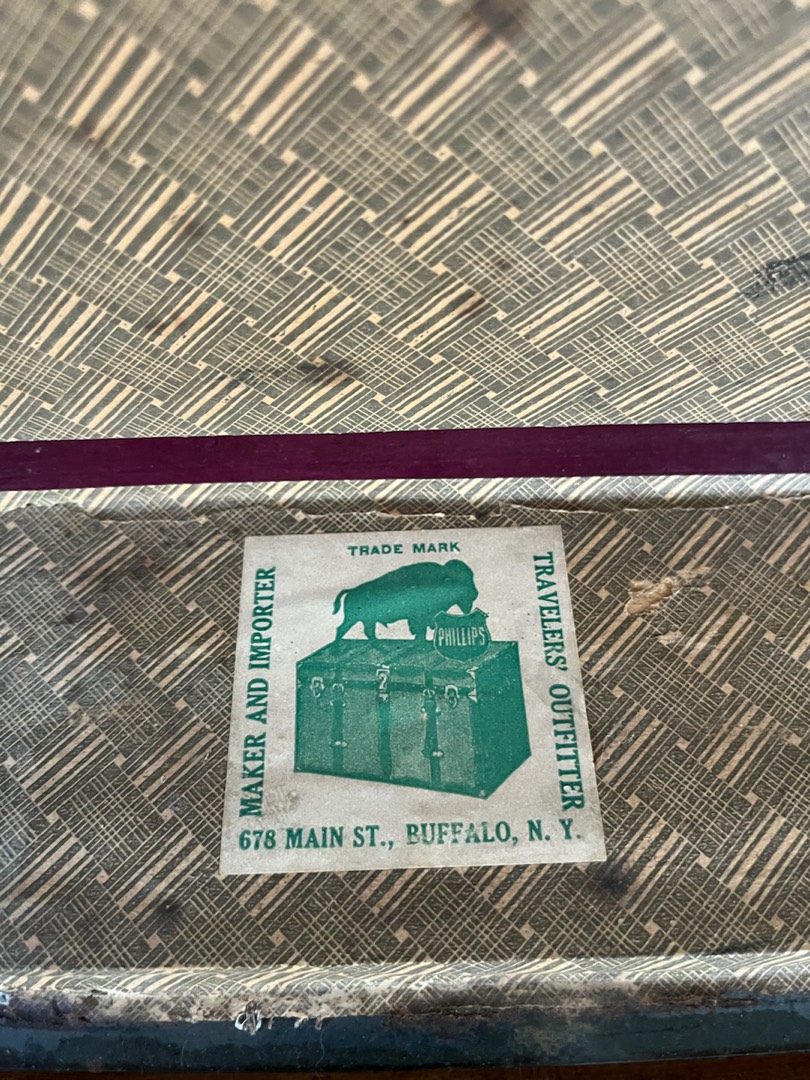 TRADE MARK
MAKER AND IMPORTER
PHILLIPS
TRAVELERS' OUTFITTER
678 MAIN ST., BUFFALO, N. Y.